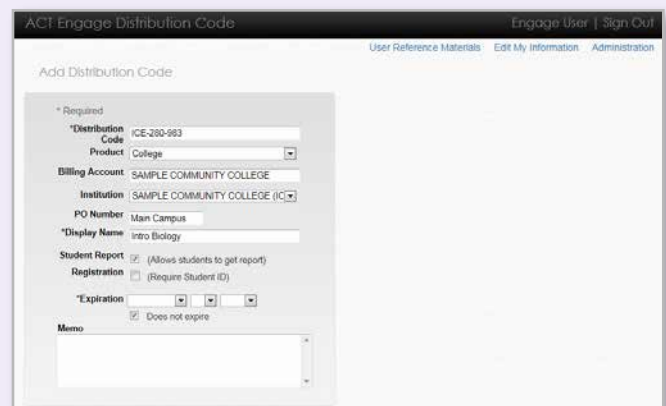 ACT Engage Distribution Code Engage User | Sign Out
User Reference Materials Edit My Information Administration
Add Distribution Code
* Required
*Distribution Code ICE-280-983
Product College
Billing Account SAMPLE COMMUNITY COLLEGE
Institution SAMPLE COMMUNITY COLLEGE (IC
PO Number Main Campus
*Display Name Intro Biology
Student Report (Allows students to get report)
Registration (Require Student ID)
*Expiration
Does not expire
Memo